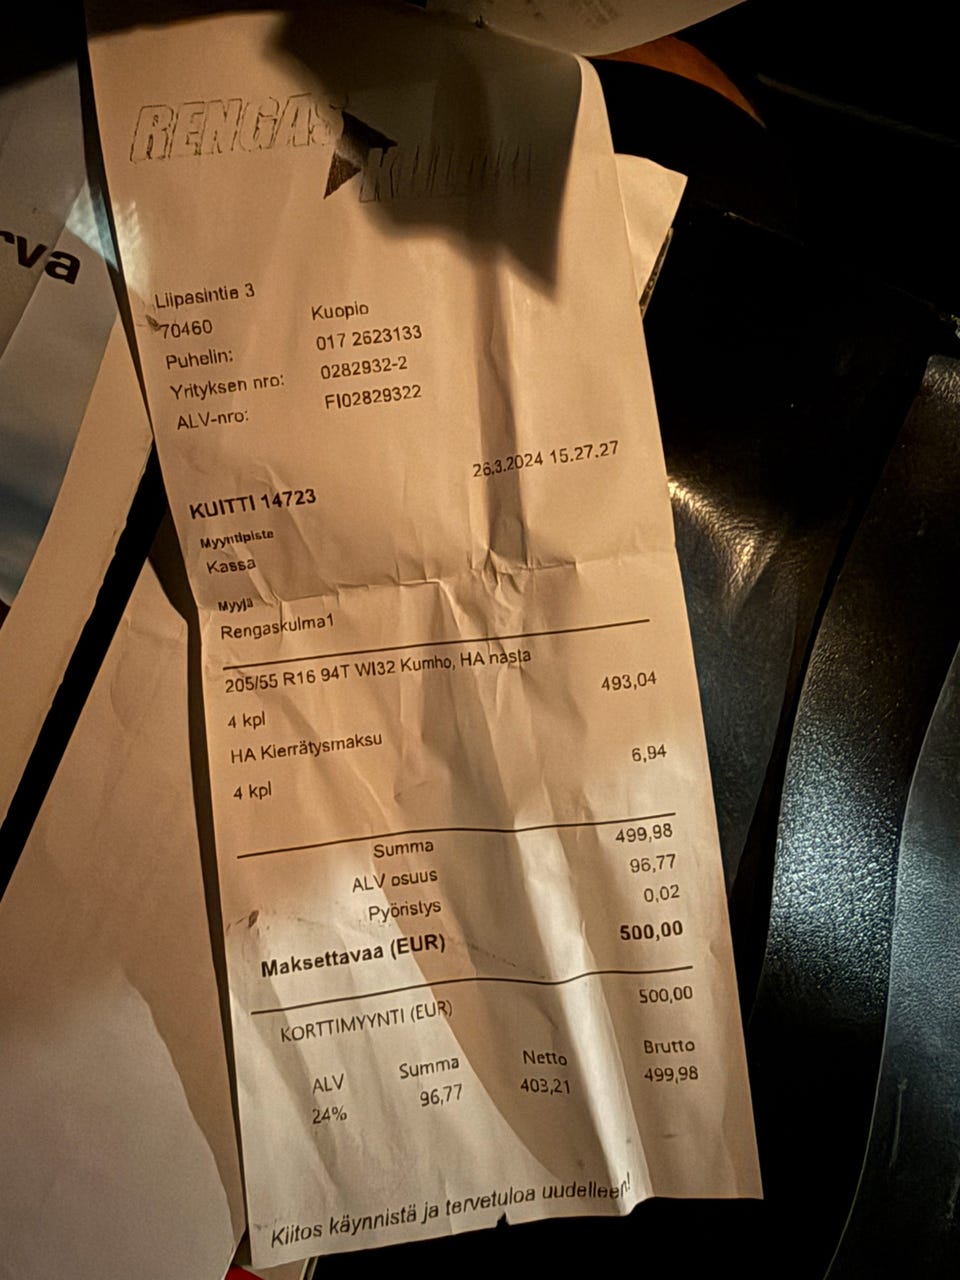 RENGAS
KULMA
rva
Liipasintie 3
70460 Kuopio
Puhelin: 017 2623133
Yrityksen nro: 0282932-2
ALV-nro: FI02829322
26.3.2024 15.27.27
KUITTI 14723
Myyntipiste
Kassa
Myyjä
Rengaskulma1
205/55 R16 94T WI32 Kumho, HA nasta
4 kpl 493,04
HA Kierrätysmaksu
4 kpl 6,94
Summa 499,98
ALV osuus 96,77
Pyöristys 0,02
Maksettavaa (EUR) 500,00
KORTTIMYYNTI (EUR) 500,00
ALV Summa Netto Brutto
24% 96,77 403,21 499,98
Kiitos käynnistä ja tervetuloa uudelleen!